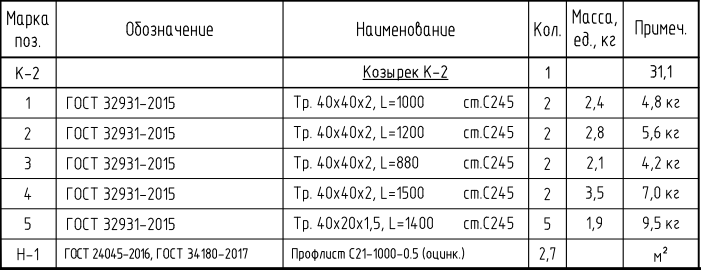 Марка поз. Обозначение Наименование Кол. Масса, ед., кг Примеч.
К-2 Козырек К-2 1 31,1
1 ГОСТ 32931-2015 Тр. 40х40х2, L=1000 ст.С245 2 2,4 4,8 кг
2 ГОСТ 32931-2015 Тр. 40х40х2, L=1200 ст.С245 2 2,8 5,6 кг
3 ГОСТ 32931-2015 Тр. 40х40х2, L=880 ст.С245 2 2,1 4,2 кг
4 ГОСТ 32931-2015 Тр. 40х40х2, L=1500 ст.С245 2 3,5 7,0 кг
5 ГОСТ 32931-2015 Тр. 40х20х1,5, L=1400 ст.С245 5 1,9 9,5 кг
Н-1 ГОСТ 24045-2016, ГОСТ 34180-2017 Профлист С21-1000-0.5 (оцинк.) 2,7 м²